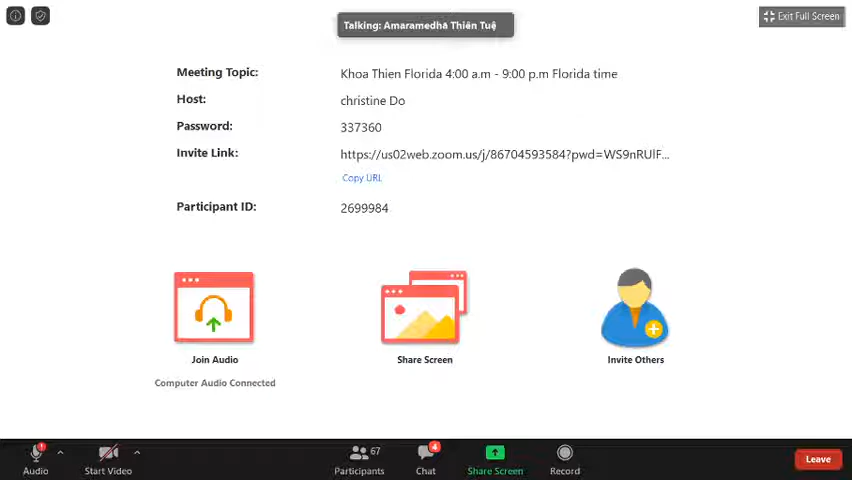 Talking: Amaramedhā Thiên Tuệ
Exit Full Screen
Meeting Topic: Khoa Thien Florida 4:00 a.m - 9:00 p.m Florida time
Host: christine Do
Password: 337360
Invite Link: https://us02web.zoom.us/j/86704593584?pwd=WS9nRUlF...
Copy URL
Participant ID: 2699984
Join Audio
Share Screen
Invite Others
Computer Audio Connected
Audio
Start Video
67
Participants
4
Chat
Share Screen
Record
Leave